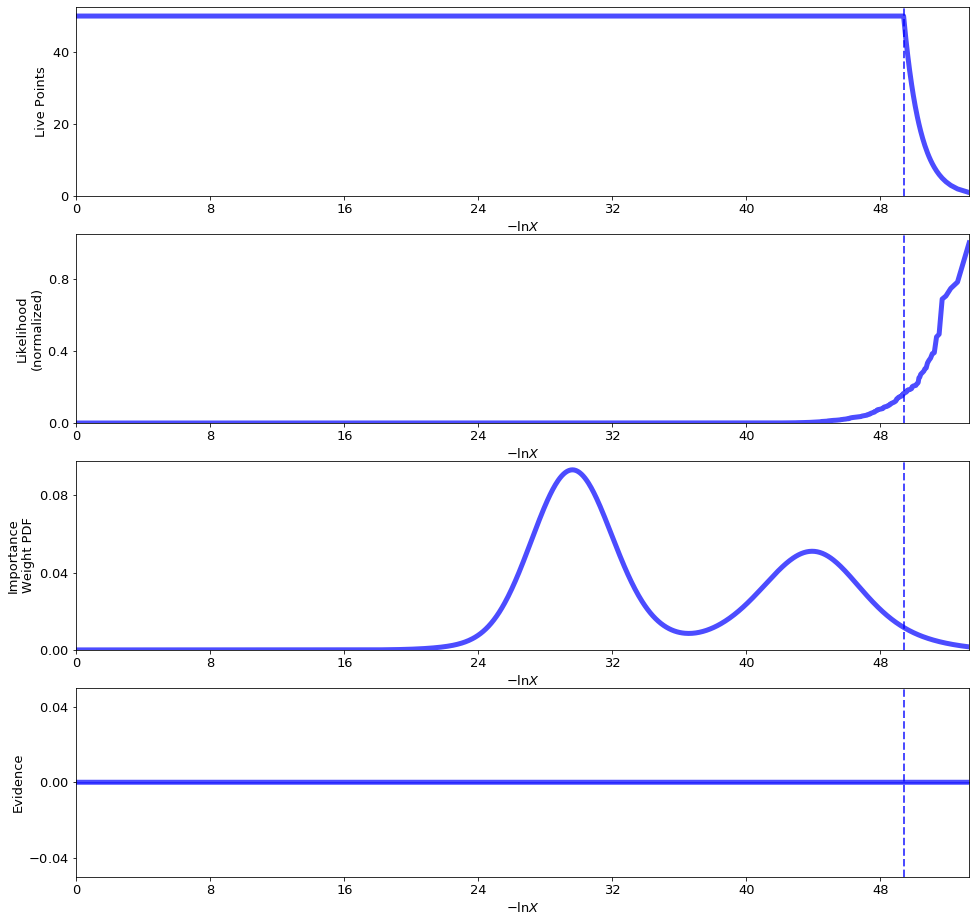 Live Points
40
20
0
0 8 16 24 32 40 48
−lnX
Likelihood
(normalized)
0.8
0.4
0.0
0 8 16 24 32 40 48
−lnX
Importance
Weight PDF
0.08
0.04
0.00
0 8 16 24 32 40 48
−lnX
Evidence
0.04
0.00
−0.04
0 8 16 24 32 40 48
−lnX